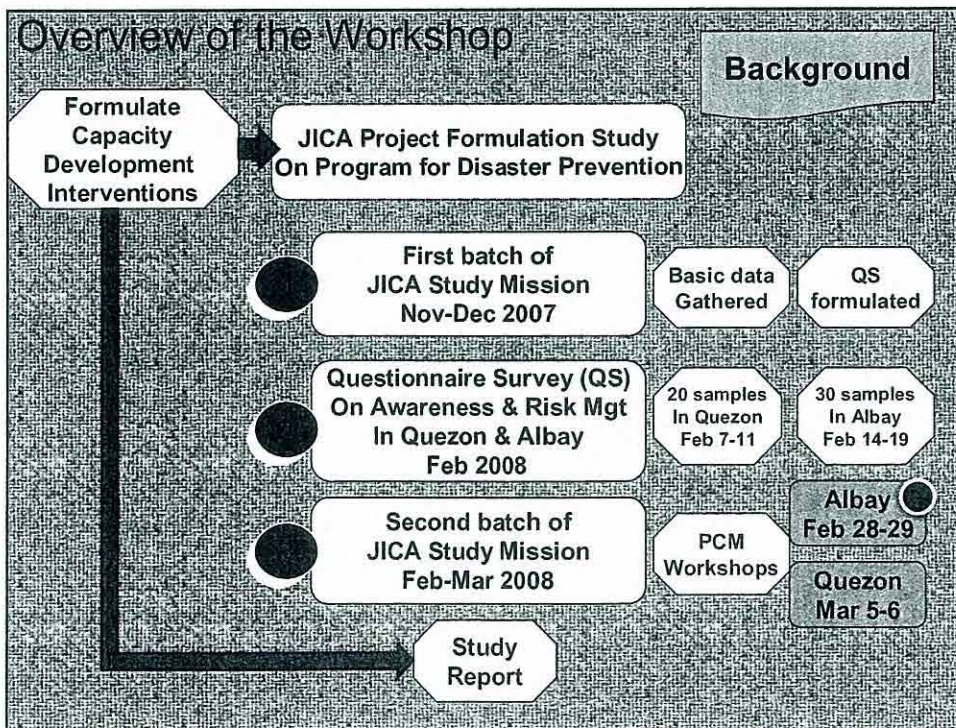 Overview of the Workshop
Background
Formulate
Capacity
Development
Interventions
JICA Project Formulation Study
On Program for Disaster Prevention
First batch of
JICA Study Mission
Nov-Dec 2007
Basic data
Gathered
QS
formulated
Questionnaire Survey (QS)
On Awareness & Risk Mgt
In Quezon & Albay
Feb 2008
20 samples
In Quezon
Feb 7-11
30 samples
In Albay
Feb 14-19
Second batch of
JICA Study Mission
Feb-Mar 2008
PCM
Workshops
Albay
Feb 28-29
Quezon
Mar 5-6
Study
Report